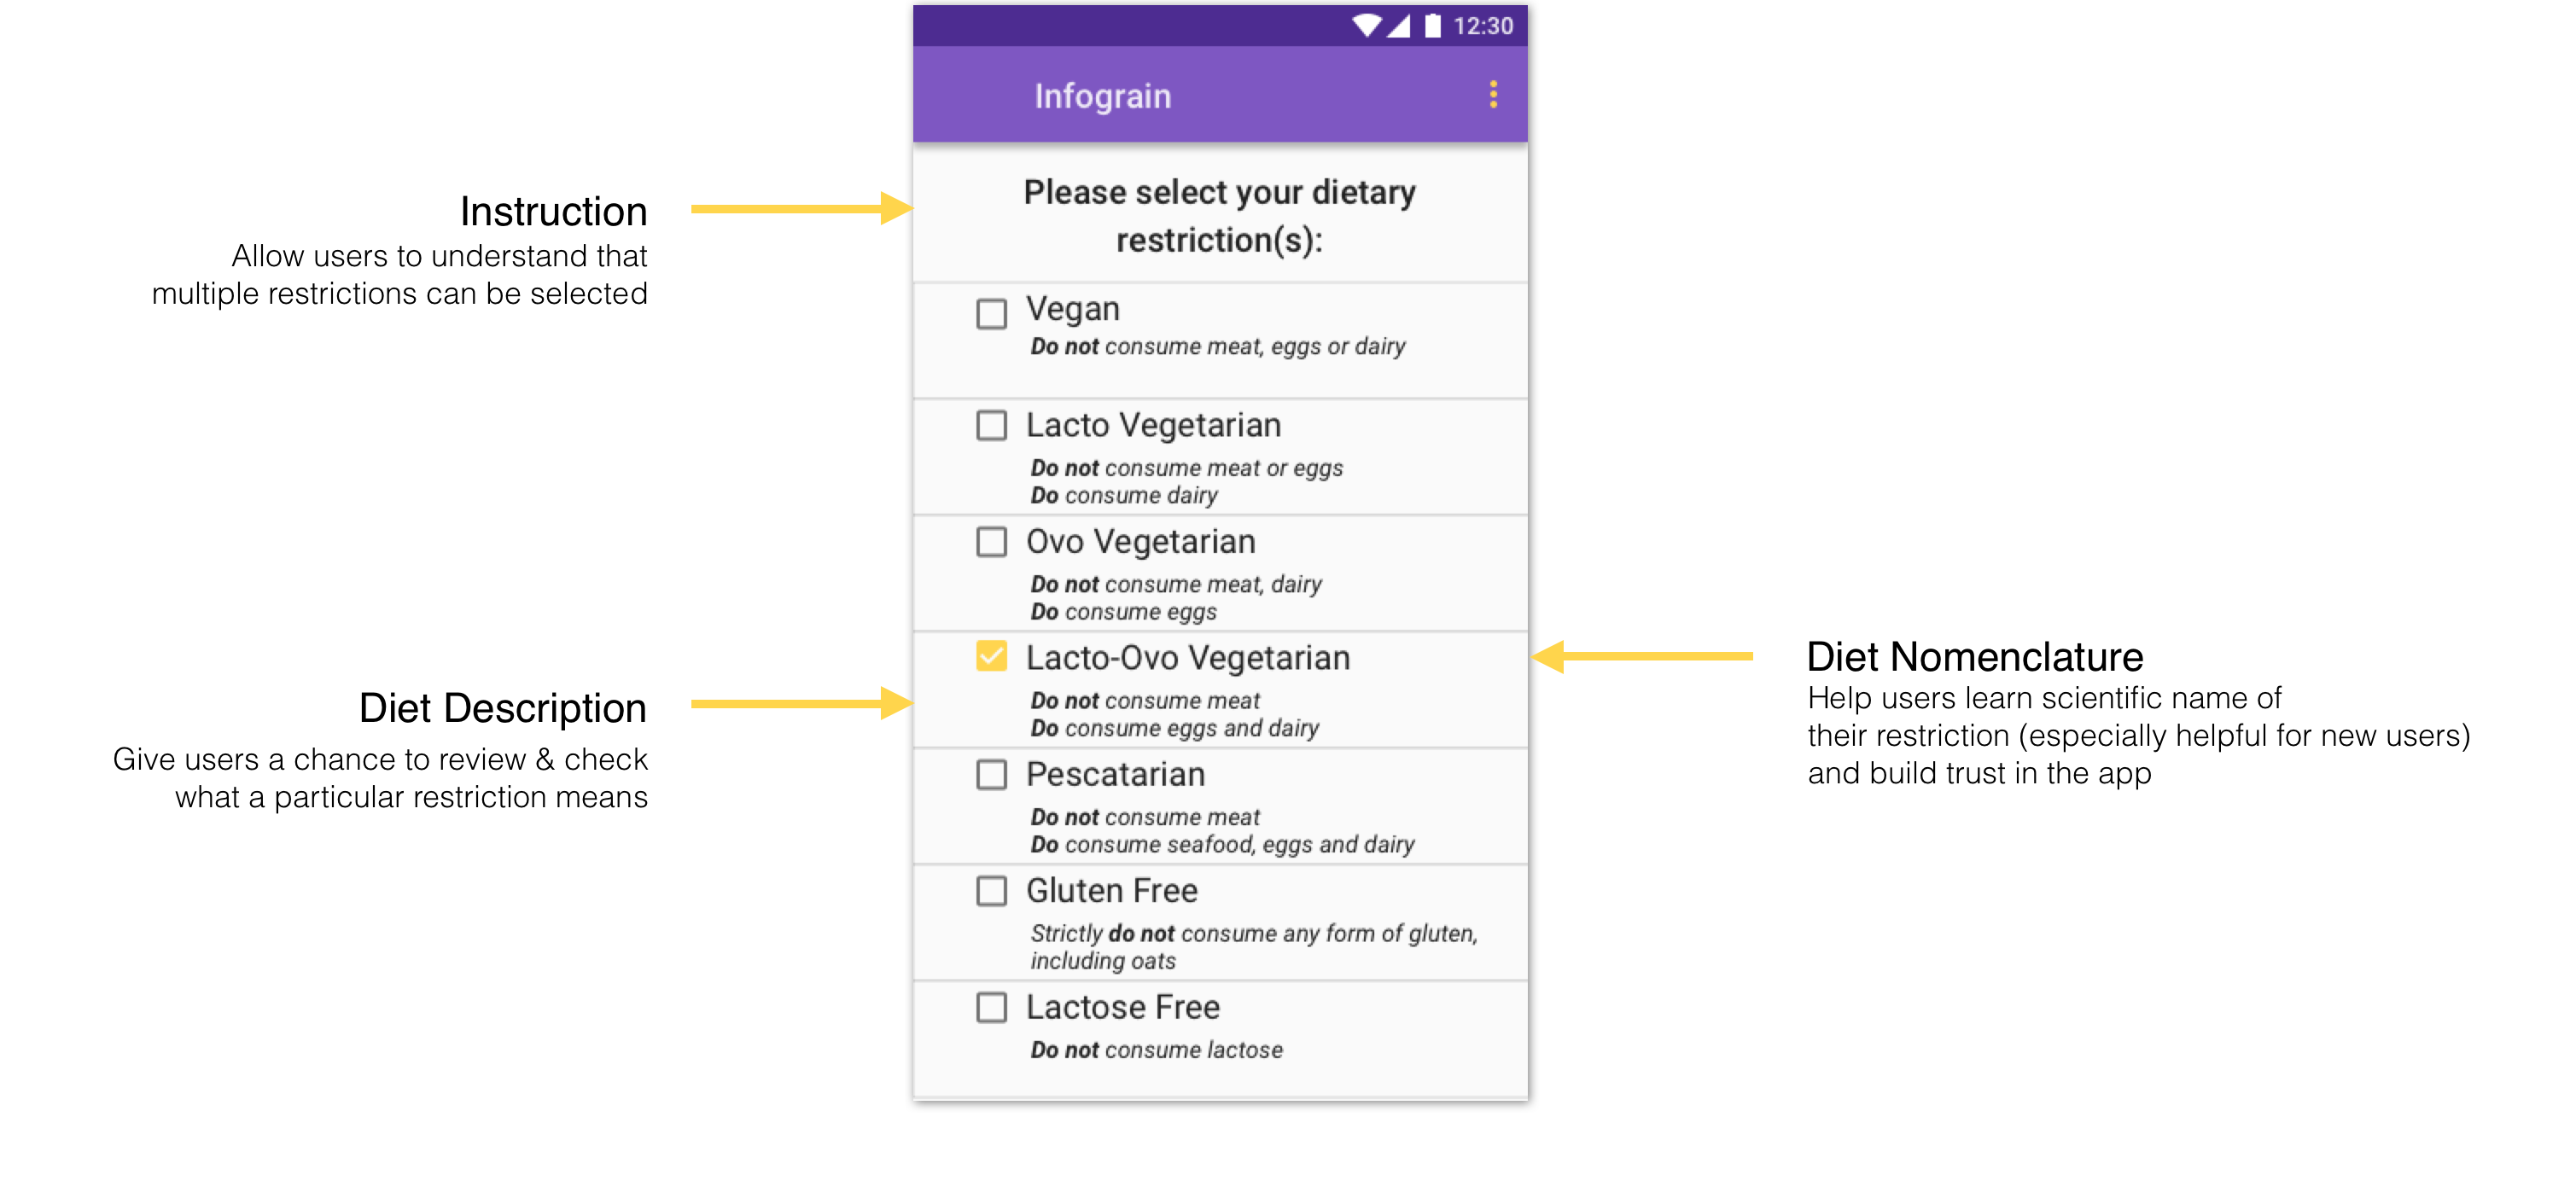 12:30
Infograin
Please select your dietary
restriction(s):
Instruction
Allow users to understand that
multiple restrictions can be selected
Vegan
Do not consume meat, eggs or dairy
Lacto Vegetarian
Do not consume meat or eggs
Do consume dairy
Ovo Vegetarian
Do not consume meat, dairy
Do consume eggs
Lacto-Ovo Vegetarian
Do not consume meat
Do consume eggs and dairy
Diet Nomenclature
Help users learn scientific name of
their restriction (especially helpful for new users)
and build trust in the app
Diet Description
Give users a chance to review & check
what a particular restriction means
Pescatarian
Do not consume meat
Do consume seafood, eggs and dairy
Gluten Free
Strictly do not consume any form of gluten,
including oats
Lactose Free
Do not consume lactose